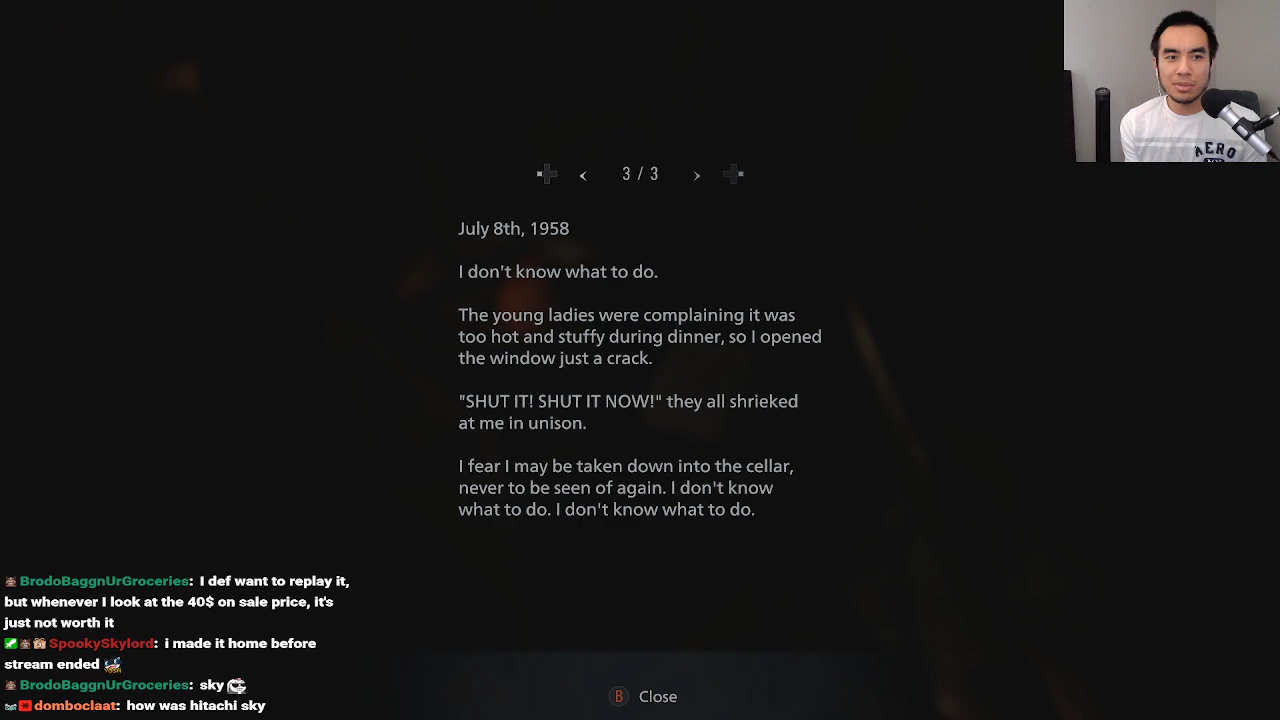 3 / 3
July 8th, 1958
I don't know what to do.
The young ladies were complaining it was
too hot and stuffy during dinner, so I opened
the window just a crack.
"SHUT IT! SHUT IT NOW!" they all shrieked
at me in unison.
I fear I may be taken down into the cellar,
never to be seen of again. I don't know
what to do. I don't know what to do.
B Close
BrodoBaggnUrGroceries: I def want to replay it,
but whenever I look at the 40$ on sale price, it's
just not worth it
SpookySkylord: i made it home before
stream ended
BrodoBaggnUrGroceries: sky
domboclaat: how was hitachi sky
AERO